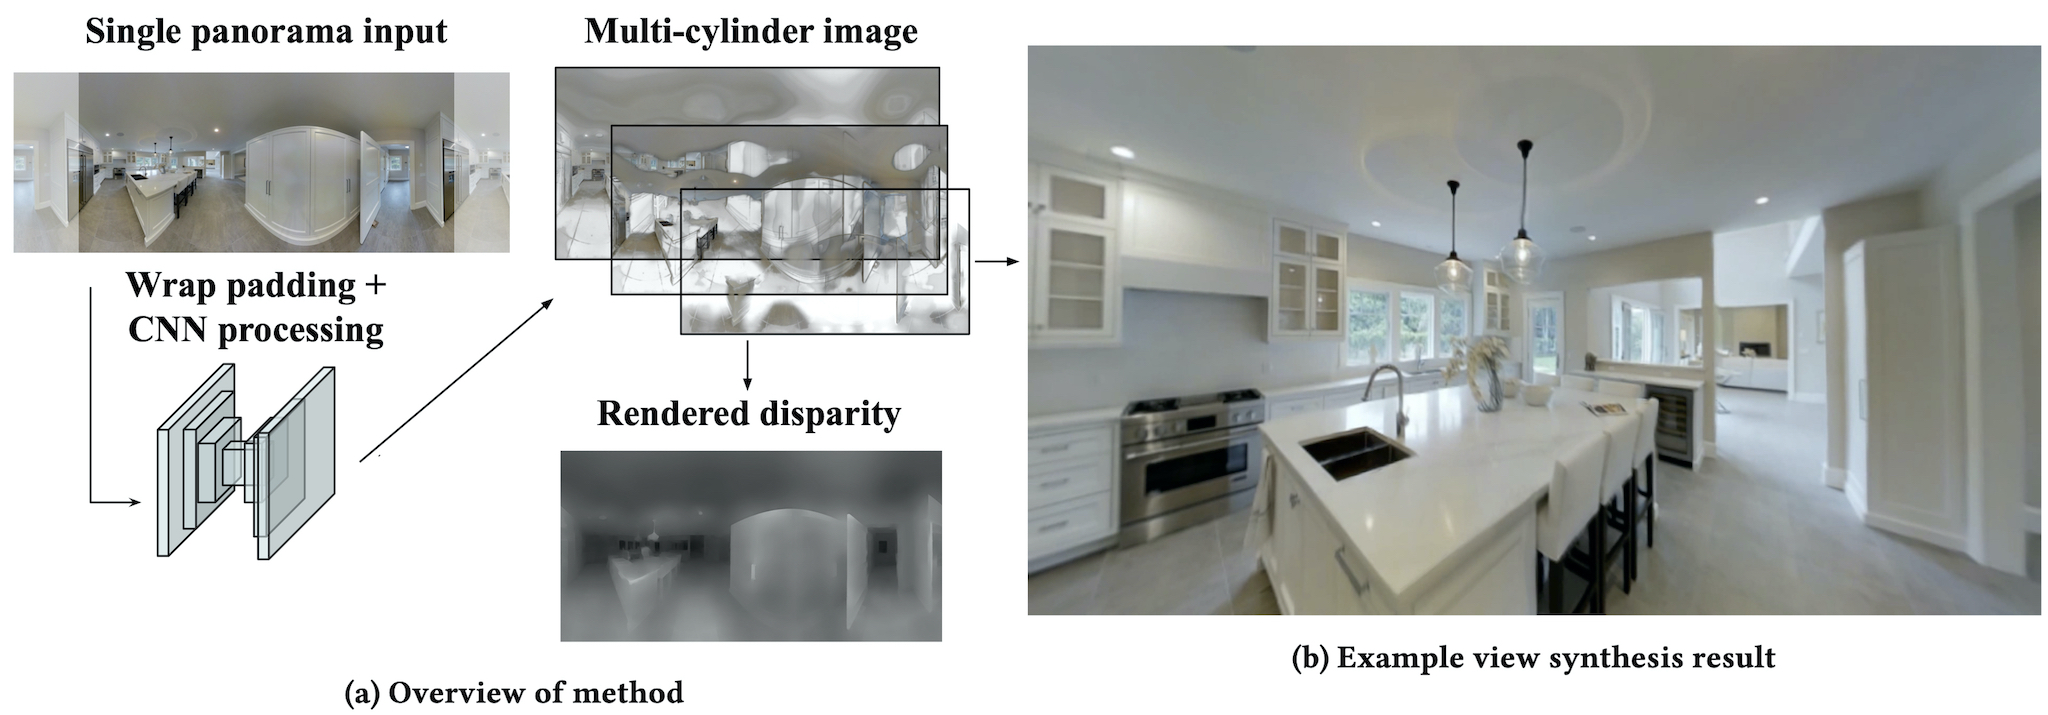 Single panorama input
Multi-cylinder image
Wrap padding +
CNN processing
Rendered disparity
(a) Overview of method
(b) Example view synthesis result